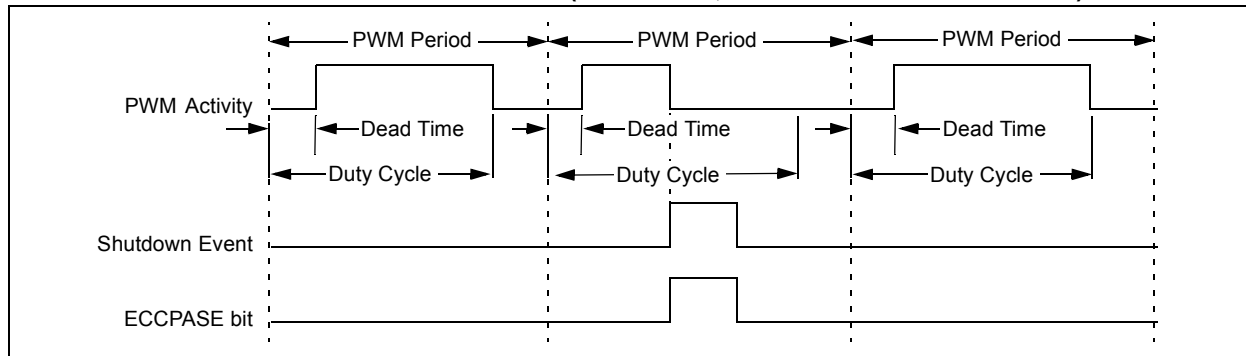 PWM Period PWM Period PWM Period
PWM Activity
Dead Time Dead Time Dead Time
Duty Cycle Duty Cycle Duty Cycle
Shutdown Event
ECCPASE bit